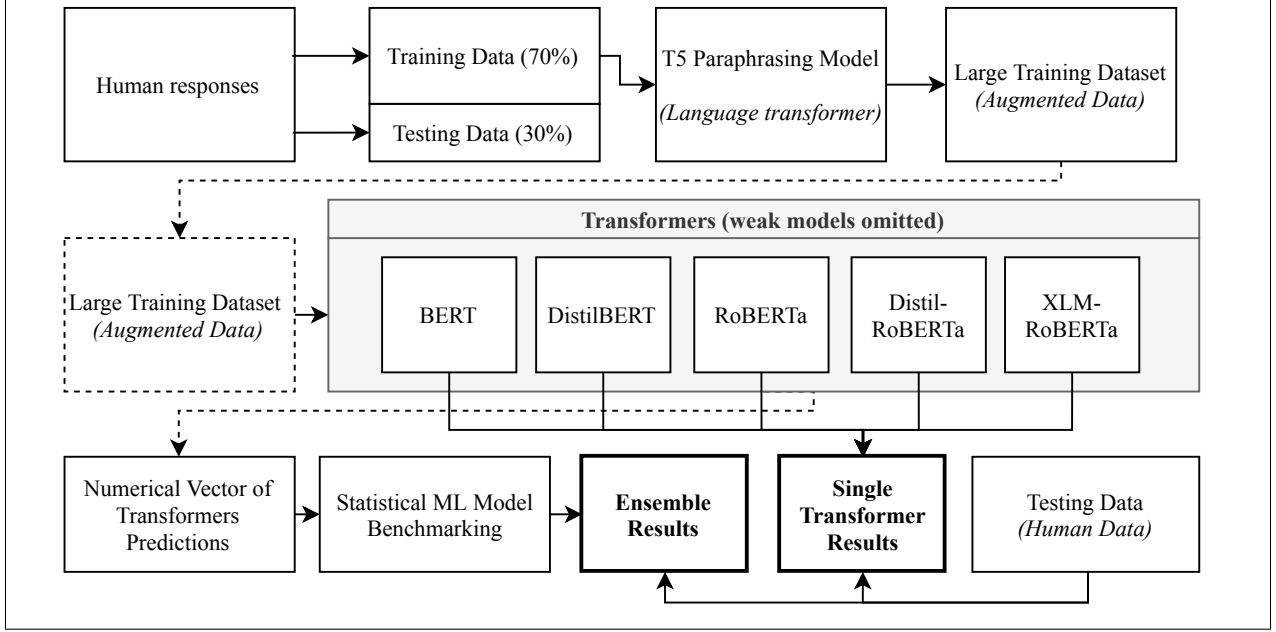 Human responses
Training Data (70%)
Testing Data (30%)
T5 Paraphrasing Model
(Language transformer)
Large Training Dataset
(Augmented Data)
Transformers (weak models omitted)
Large Training Dataset
(Augmented Data)
BERT
DistilBERT
RoBERTa
Distil-
RoBERTa
XLM-
RoBERTa
Numerical Vector of
Transformers
Predictions
Statistical ML Model
Benchmarking
Ensemble
Results
Single
Transformer
Results
Testing Data
(Human Data)